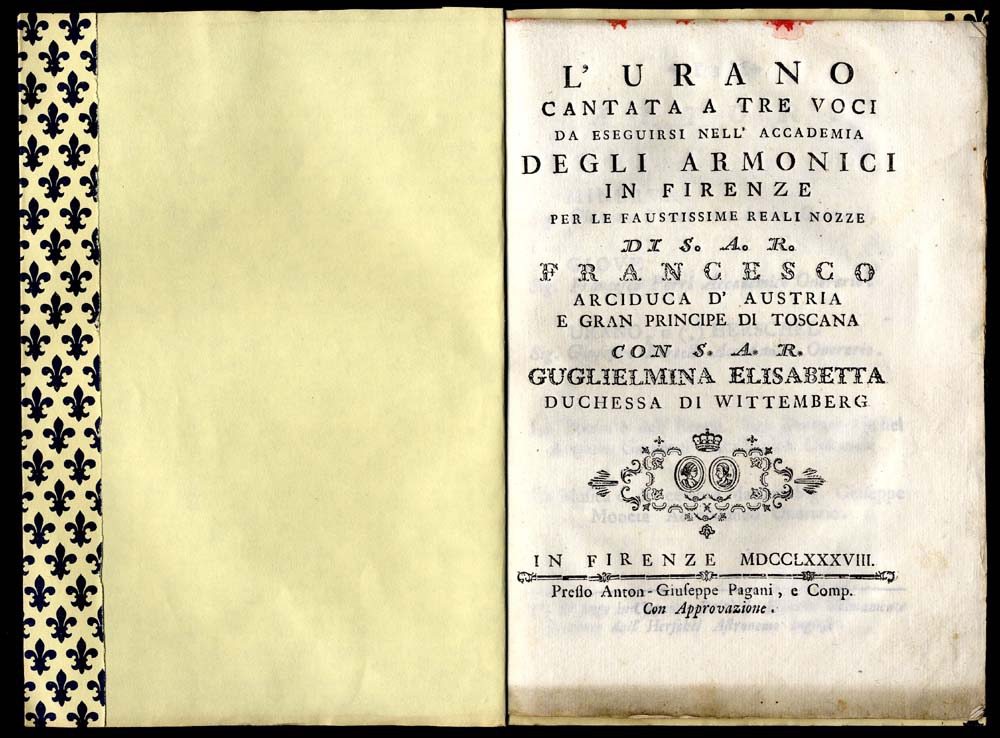 L' URANO
CANTATA A TRE VOCI
DA ESEGUIRSI NELL' ACCADEMIA
DEGLI ARMONICI
IN FIRENZE
PER LE FAUSTISSIME REALI NOZZE
DI S. A. R.
FRANCESCO
ARCIDUCA D' AUSTRIA
E GRAN PRINCIPE DI TOSCANA
CON S. A. R.
GUGLIELMINA ELISABETTA
DUCHESSA DI WITTEMBERG
IN FIRENZE MDCCLXXXVIII.
Preſſo Anton-Giuſeppe Pagani, e Comp.
Con Approvazione.